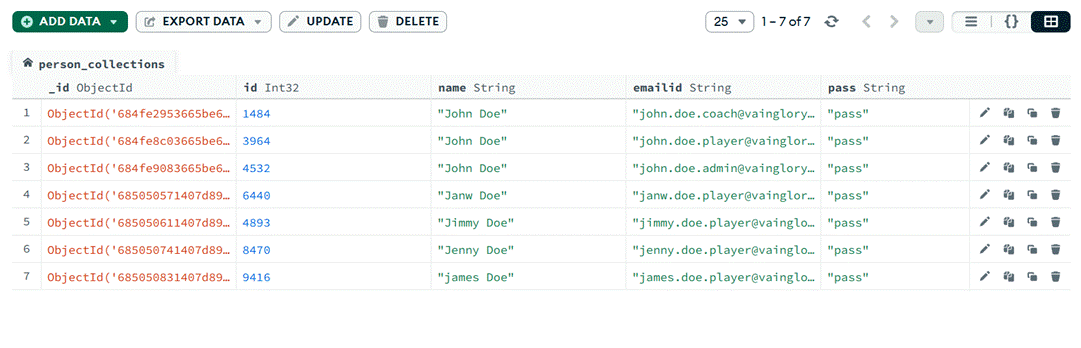 ADD DATA EXPORT DATA UPDATE DELETE 25 1 – 7 of 7 {}
person_collections
_id ObjectId id Int32 name String emailid String pass String
1 ObjectId('684fe2953665be6… 1484 "John Doe" "john.doe.coach@vainglory… "pass"
2 ObjectId('684fe8c03665be6… 3964 "John Doe" "john.doe.player@vainglor… "pass"
3 ObjectId('684fe9083665be6… 4532 "John Doe" "john.doe.admin@vainglory… "pass"
4 ObjectId('685050571407d89… 6440 "Janw Doe" "janw.doe.player@vainglor… "pass"
5 ObjectId('685050611407d89… 4893 "Jimmy Doe" "jimmy.doe.player@vainglo… "pass"
6 ObjectId('685050741407d89… 8470 "Jenny Doe" "jenny.doe.player@vainglo… "pass"
7 ObjectId('685050831407d89… 9416 "james Doe" "james.doe.player@vainglo… "pass"